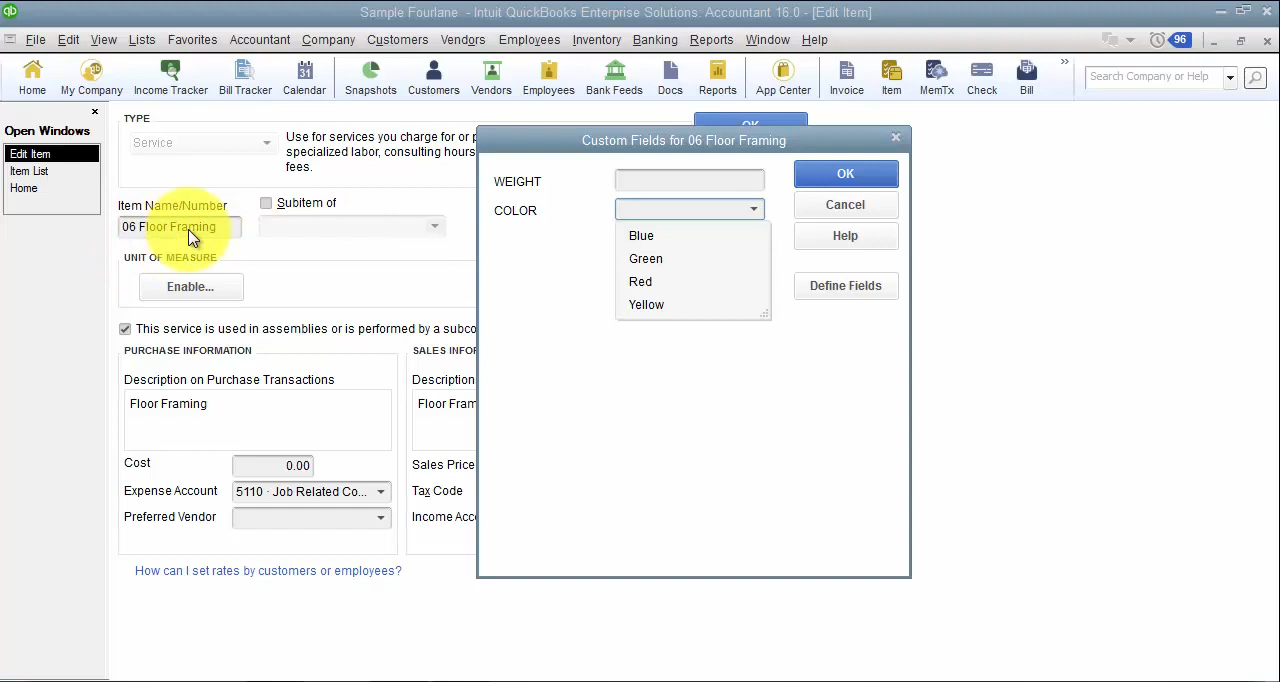 qb
Sample Fourlane - Intuit QuickBooks Enterprise Solutions: Accountant 16.0 - [Edit Item]
File Edit View Lists Favorites Accountant Company Customers Vendors Employees Inventory Banking Reports Window Help
96
31
Home My Company Income Tracker Bill Tracker Calendar Snapshots Customers Vendors Employees Bank Feeds Docs Reports App Center Invoice Item MemTx Check Bill
Search Company or Help
Open Windows
Edit Item
Item List
Home
TYPE
Service
Use for services you charge for or p
specialized labor, consulting hours
fees.
OK
Item Name/Number
Subitem of
06 Floor Framing
UNIT OF MEASURE
Enable...
This service is used in assemblies or is performed by a subco
PURCHASE INFORMATION
Description on Purchase Transactions
Floor Framing
Cost 0.00
Expense Account 5110 · Job Related Co...
Preferred Vendor
SALES INFOR
Description
Floor Fram
Sales Price
Tax Code
Income Acc
How can I set rates by customers or employees?
Custom Fields for 06 Floor Framing
WEIGHT
COLOR
Blue
Green
Red
Yellow
OK
Cancel
Help
Define Fields